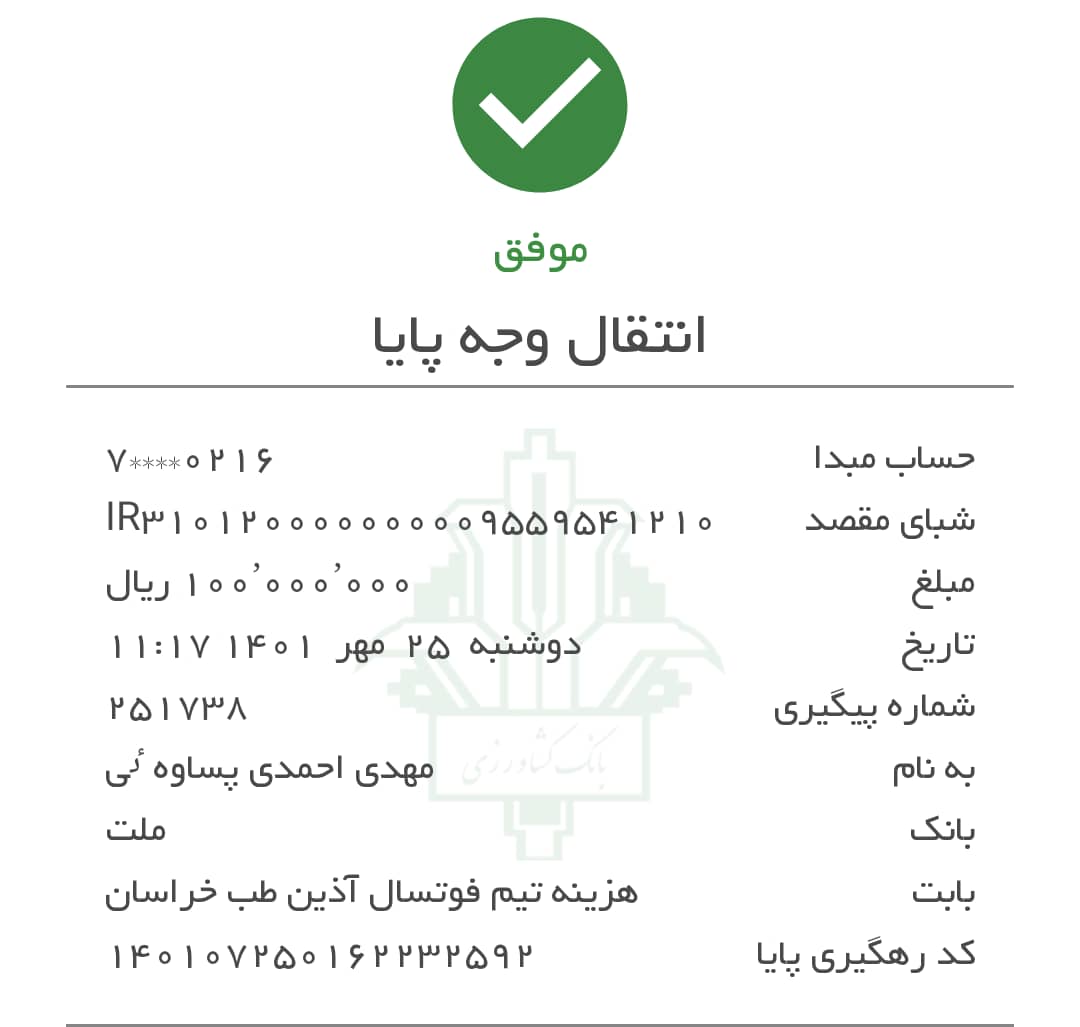 موفق
انتقال وجه پایا
حساب مبدا ۷****۰۲۱۶
شبای مقصد IR۳۱۰۱۲۰۰۰۰۰۰۰۰۰۹۵۵۹۵۴۱۲۱۰
مبلغ ۱۰۰٬۰۰۰٬۰۰۰ ریال
تاریخ دوشنبه ۲۵ مهر ۱۴۰۱ ۱۱:۱۷
شماره پیگیری ۲۵۱۷۳۸
به نام مهدی احمدی پساوه ئی
بانک ملت
بابت هزینه تیم فوتسال آذین طب خراسان
کد رهگیری پایا ۱۴۰۱۰۷۲۵۰۱۶۲۲۳۲۵۹۲
بانک کشاورزی